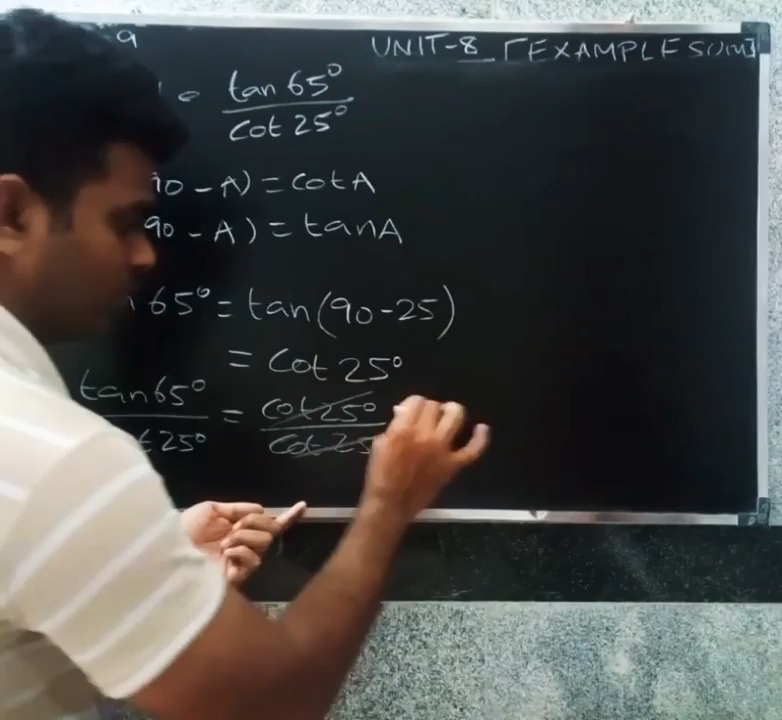 9 UNIT-8 [EXAMPLE SUM]
tan 65° / cot 25°
90 - A) = cot A
90 - A) = tan A
65° = tan (90 - 25)
= cot 25°
tan 65° / t 25° = cot 25° / cot 25